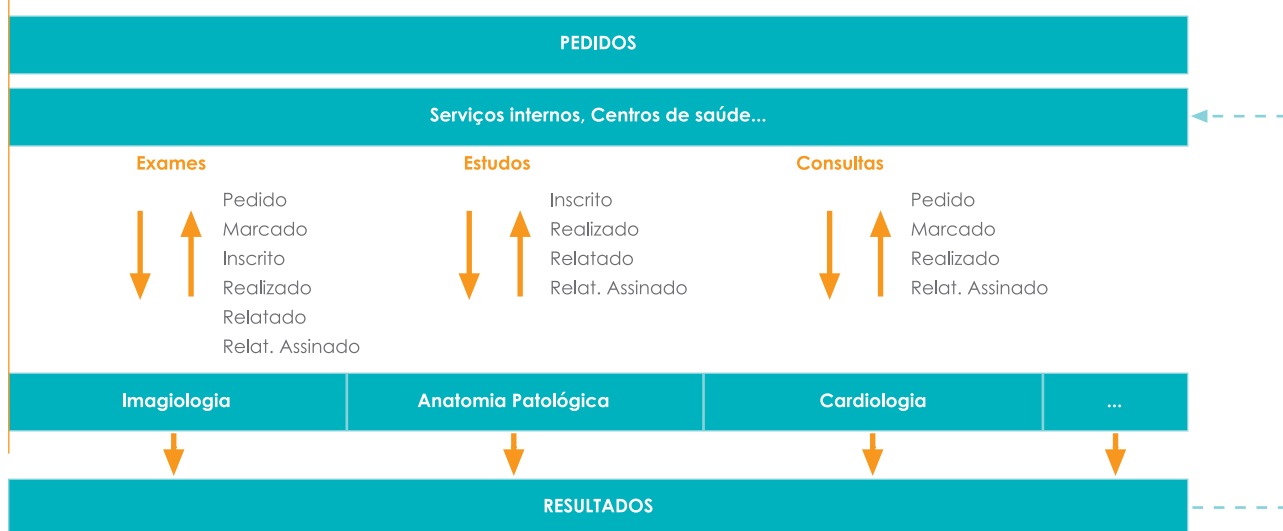 PEDIDOS
Serviços internos, Centros de saúde...
Exames
Pedido
Marcado
Inscrito
Realizado
Relatado
Relat. Assinado
Estudos
Inscrito
Realizado
Relatado
Relat. Assinado
Consultas
Pedido
Marcado
Realizado
Relat. Assinado
Imagiologia
Anatomia Patológica
Cardiologia
...
RESULTADOS